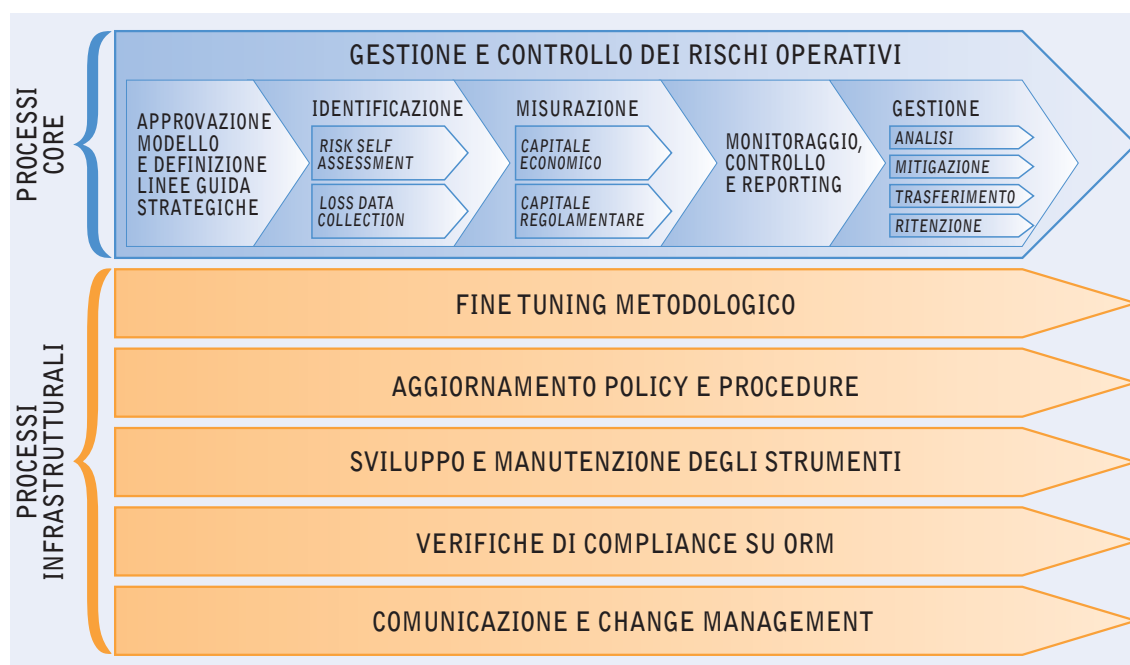 PROCESSI
CORE
GESTIONE E CONTROLLO DEI RISCHI OPERATIVI
APPROVAZIONE
MODELLO
E DEFINIZIONE
LINEE GUIDA
STRATEGICHE
IDENTIFICAZIONE
RISK SELF
ASSESSMENT
LOSS DATA
COLLECTION
MISURAZIONE
CAPITALE
ECONOMICO
CAPITALE
REGOLAMENTARE
MONITORAGGIO,
CONTROLLO
E REPORTING
GESTIONE
ANALISI
MITIGAZIONE
TRASFERIMENTO
RITENZIONE
PROCESSI
INFRASTRUTTURALI
FINE TUNING METODOLOGICO
AGGIORNAMENTO POLICY E PROCEDURE
SVILUPPO E MANUTENZIONE DEGLI STRUMENTI
VERIFICHE DI COMPLIANCE SU ORM
COMUNICAZIONE E CHANGE MANAGEMENT